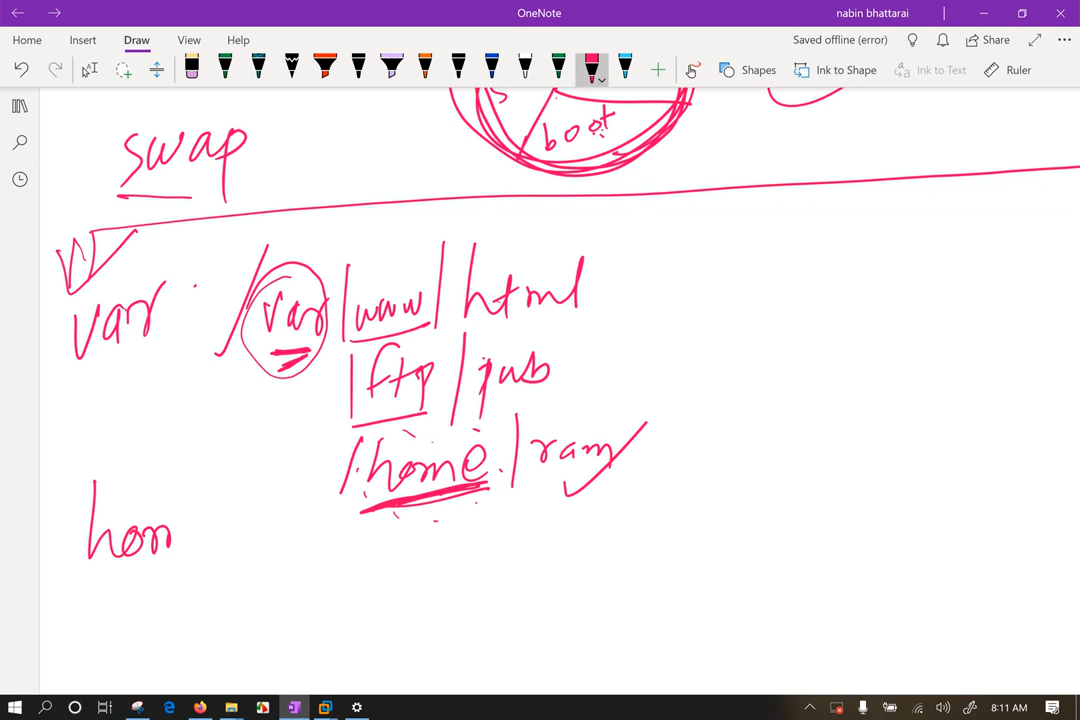 OneNote
nabin bhattarai
Home Insert Draw View Help
Saved offline (error)
Share
Shapes
Ink to Shape
Ink to Text
Ruler
boot
swap
var /var/www/html
/ftp/pub
/home/ram
hom
8:11 AM